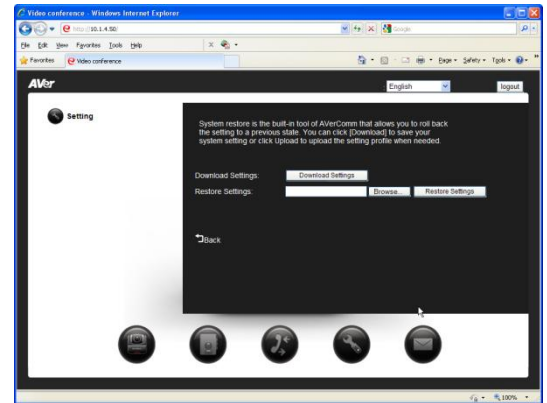 Video conference - Windows Internet Explorer
http://10.1.4.50/
Google
File Edit View Favorites Tools Help
Favorites Video conference
Page Safety Tools
AVer
English
logout
Setting
System restore is the built-in tool of AVerComm that allows you to roll back
the setting to a previous state. You can click [Download] to save your
system setting or click Upload to upload the setting profile when needed.
Download Settings: Download Settings
Restore Settings: Browse... Restore Settings
Back
100%